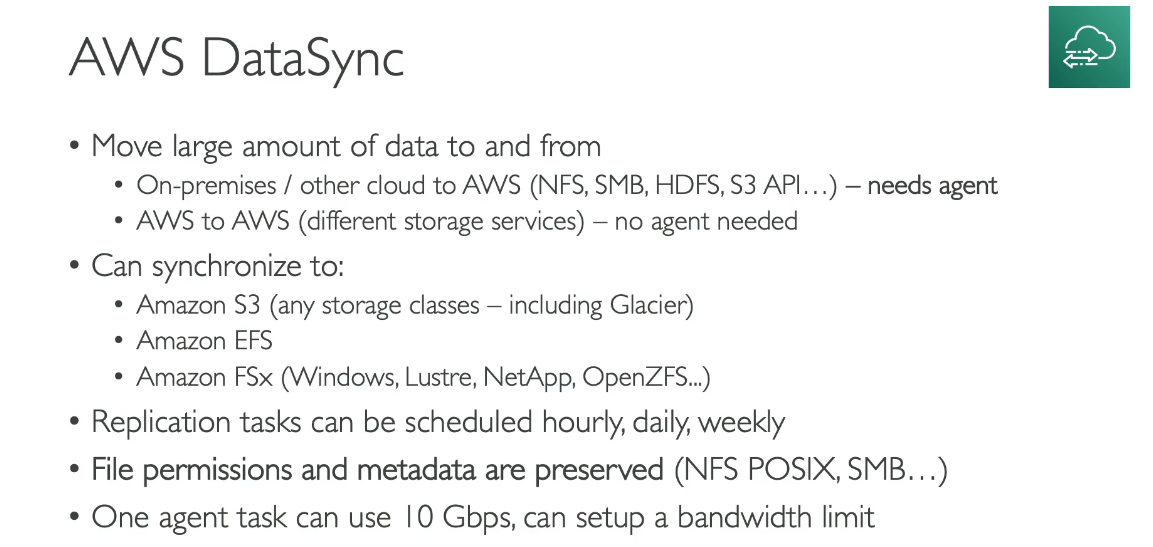 AWS DataSync
• Move large amount of data to and from
• On-premises / other cloud to AWS (NFS, SMB, HDFS, S3 API…) – needs agent
• AWS to AWS (different storage services) – no agent needed
• Can synchronize to:
• Amazon S3 (any storage classes – including Glacier)
• Amazon EFS
• Amazon FSx (Windows, Lustre, NetApp, OpenZFS...)
• Replication tasks can be scheduled hourly, daily, weekly
• File permissions and metadata are preserved (NFS POSIX, SMB…)
• One agent task can use 10 Gbps, can setup a bandwidth limit